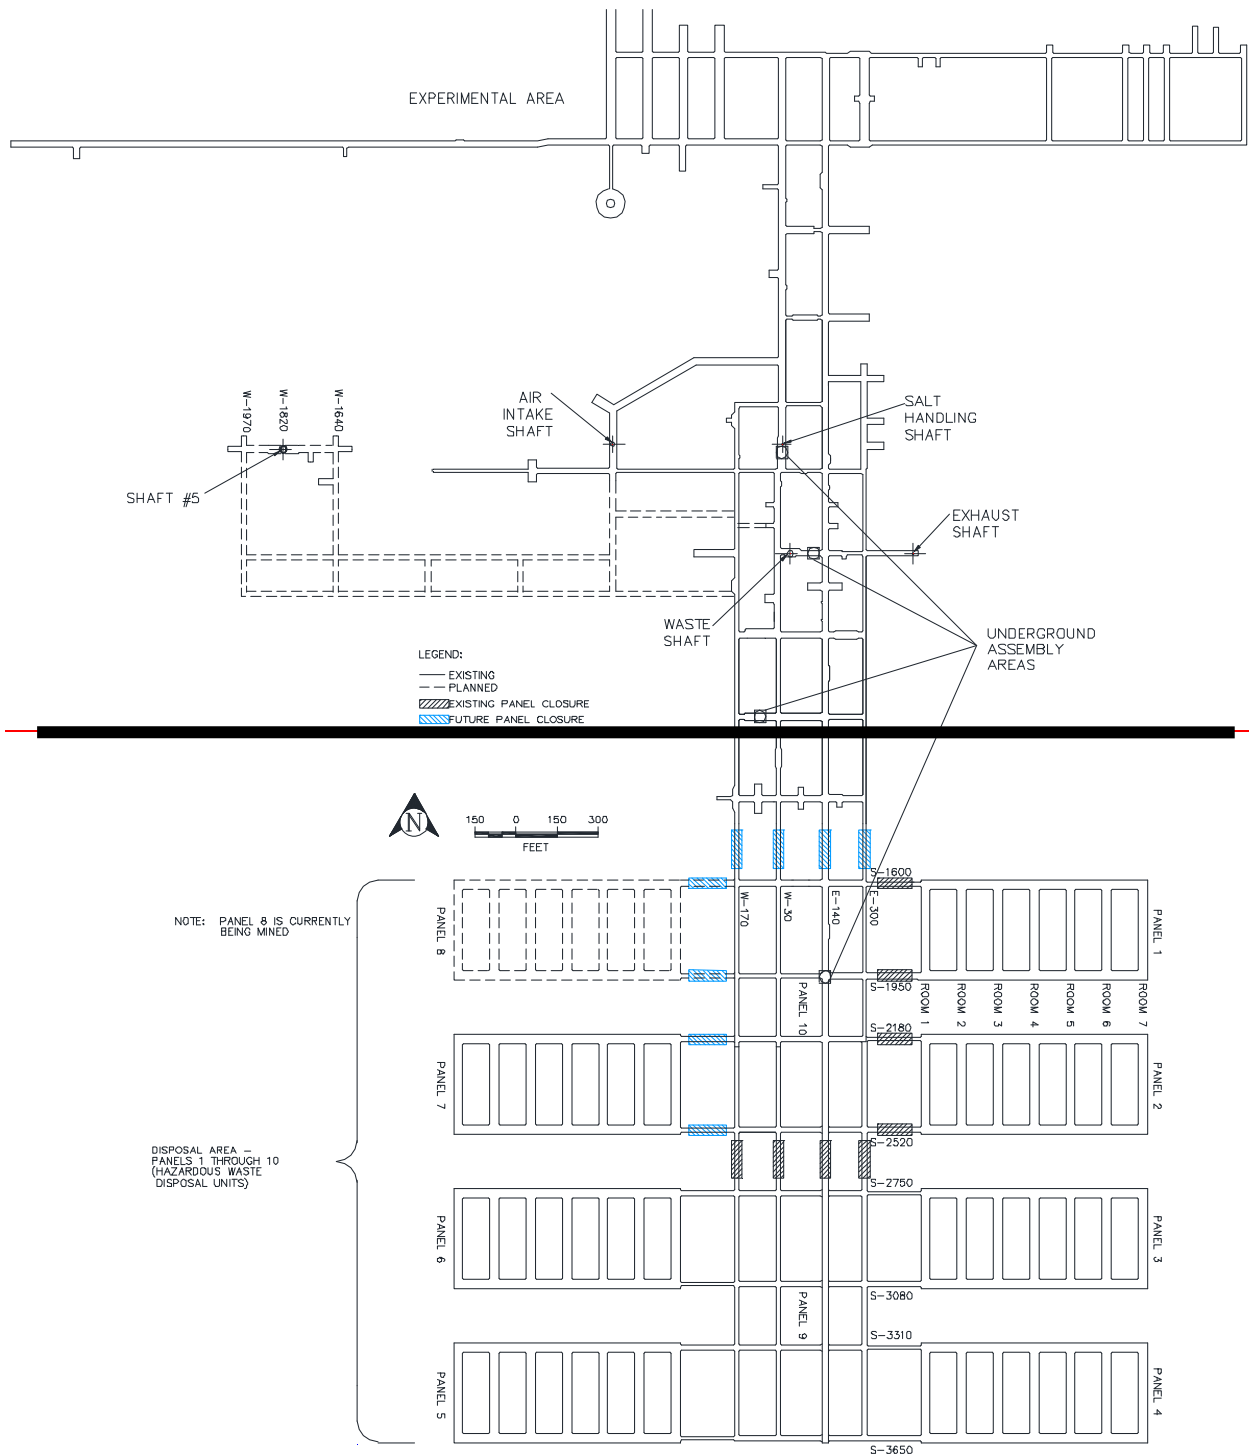 EXPERIMENTAL AREA
AIR
INTAKE
SHAFT
SALT
HANDLING
SHAFT
W-1970
W-1820
W-1640
SHAFT #5
EXHAUST
SHAFT
WASTE
SHAFT
UNDERGROUND
ASSEMBLY
AREAS
LEGEND:
EXISTING
PLANNED
EXISTING PANEL CLOSURE
FUTURE PANEL CLOSURE
N
150 0 150 300
FEET
S-1600
W-170
W-30
E-140
E-300
NOTE: PANEL 8 IS CURRENTLY
BEING MINED
PANEL 8
PANEL 1
S-1950
PANEL 10
ROOM 1
ROOM 2
ROOM 3
ROOM 4
ROOM 5
ROOM 6
ROOM 7
S-2180
PANEL 7
PANEL 2
S-2520
DISPOSAL AREA –
PANELS 1 THROUGH 10
(HAZARDOUS WASTE
DISPOSAL UNITS)
S-2750
PANEL 6
PANEL 3
S-3080
PANEL 9
S-3310
PANEL 5
PANEL 4
S-3650